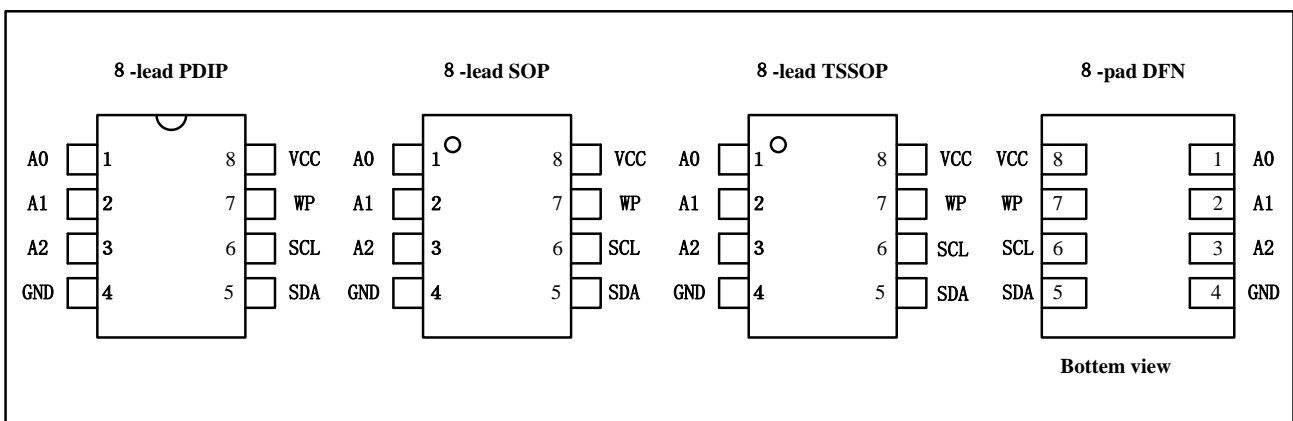 8 -lead PDIP 8 -lead SOP 8 -lead TSSOP 8 -pad DFN
A0 1 8 VCC A0 1 8 VCC A0 1 8 VCC VCC 8 1 A0
A1 2 7 WP A1 2 7 WP A1 2 7 WP WP 7 2 A1
A2 3 6 SCL A2 3 6 SCL A2 3 6 SCL SCL 6 3 A2
GND 4 5 SDA GND 4 5 SDA GND 4 5 SDA SDA 5 4 GND
Bottem view